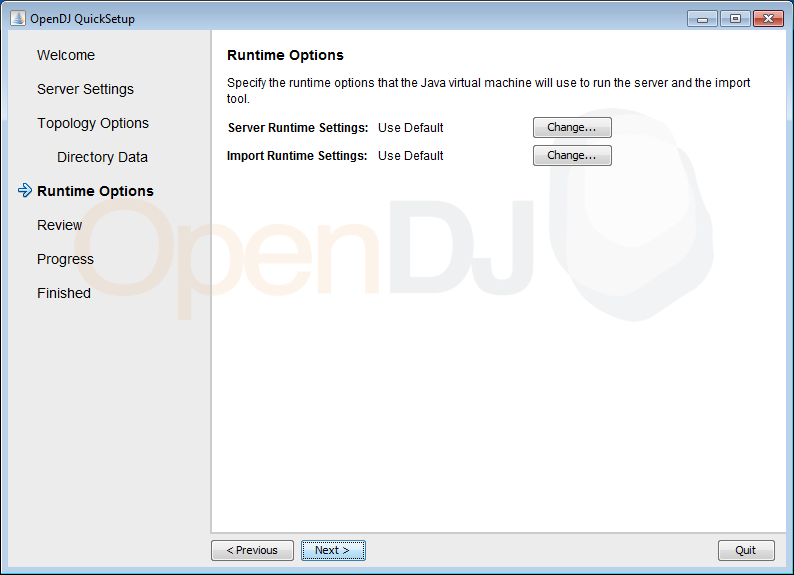 OpenDJ QuickSetup
Welcome
Server Settings
Topology Options
Directory Data
Runtime Options
Review
Progress
Finished
Runtime Options
Specify the runtime options that the Java virtual machine will use to run the server and the import
tool.
Server Runtime Settings: Use Default Change...
Import Runtime Settings: Use Default Change...
OpenDJ
< Previous Next > Quit